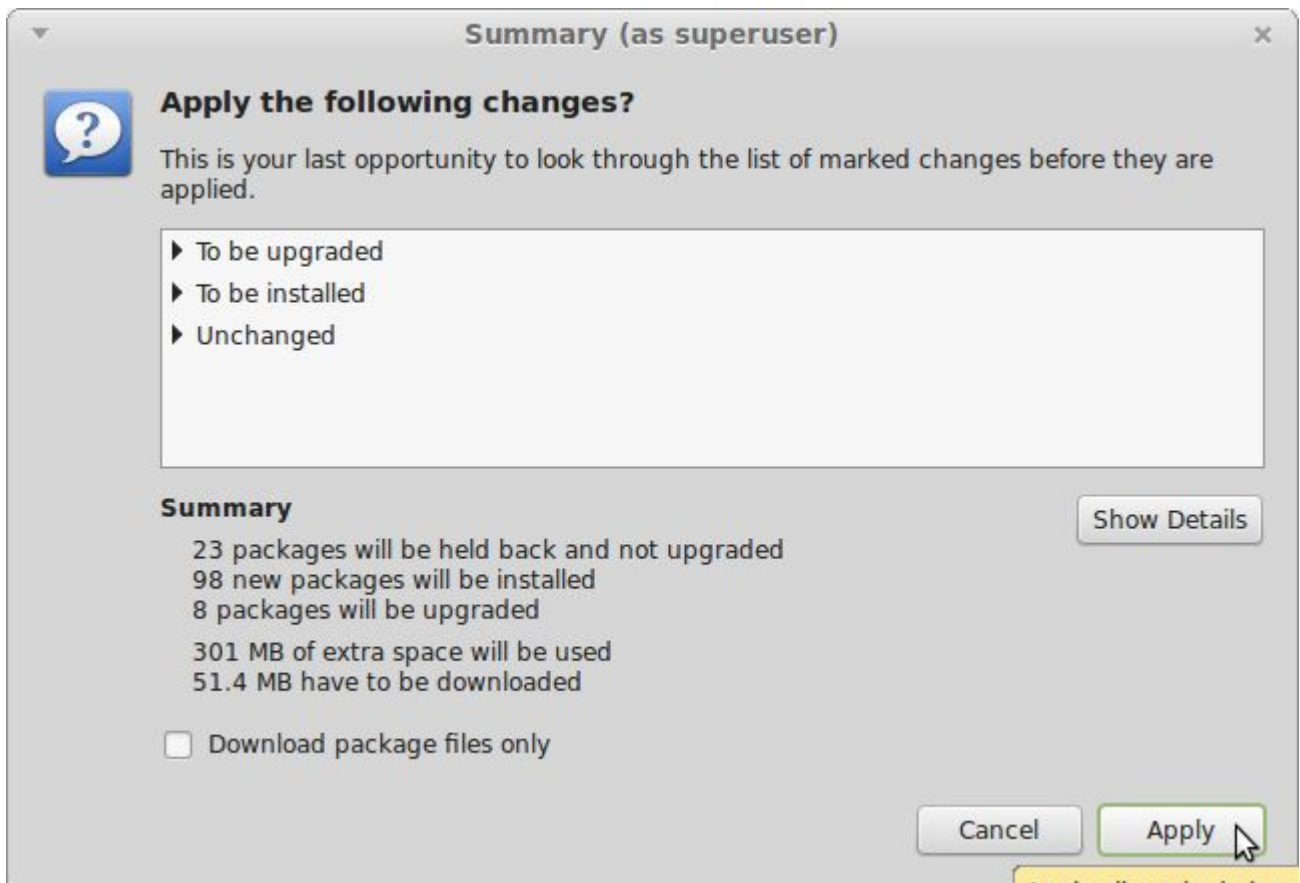 Summary (as superuser)
Apply the following changes?
This is your last opportunity to look through the list of marked changes before they are
applied.
To be upgraded
To be installed
Unchanged
Summary
Show Details
23 packages will be held back and not upgraded
98 new packages will be installed
8 packages will be upgraded
301 MB of extra space will be used
51.4 MB have to be downloaded
Download package files only
Cancel
Apply